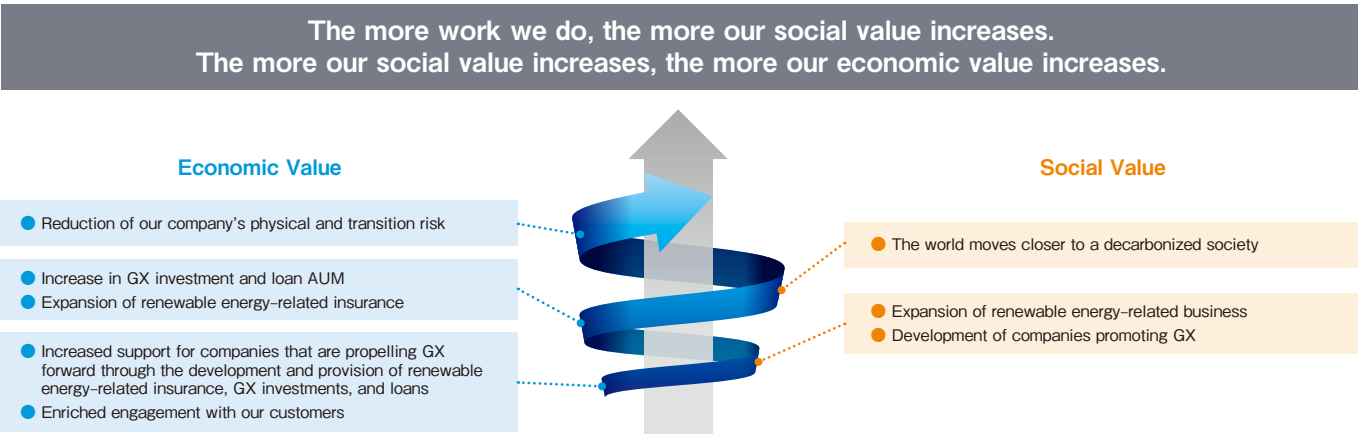 The more work we do, the more our social value increases.
The more our social value increases, the more our economic value increases.
Economic Value
● Reduction of our company's physical and transition risk
● Increase in GX investment and loan AUM
● Expansion of renewable energy-related insurance
● Increased support for companies that are propelling GX
forward through the development and provision of renewable
energy-related insurance, GX investments, and loans
● Enriched engagement with our customers
Social Value
● The world moves closer to a decarbonized society
● Expansion of renewable energy-related business
● Development of companies promoting GX